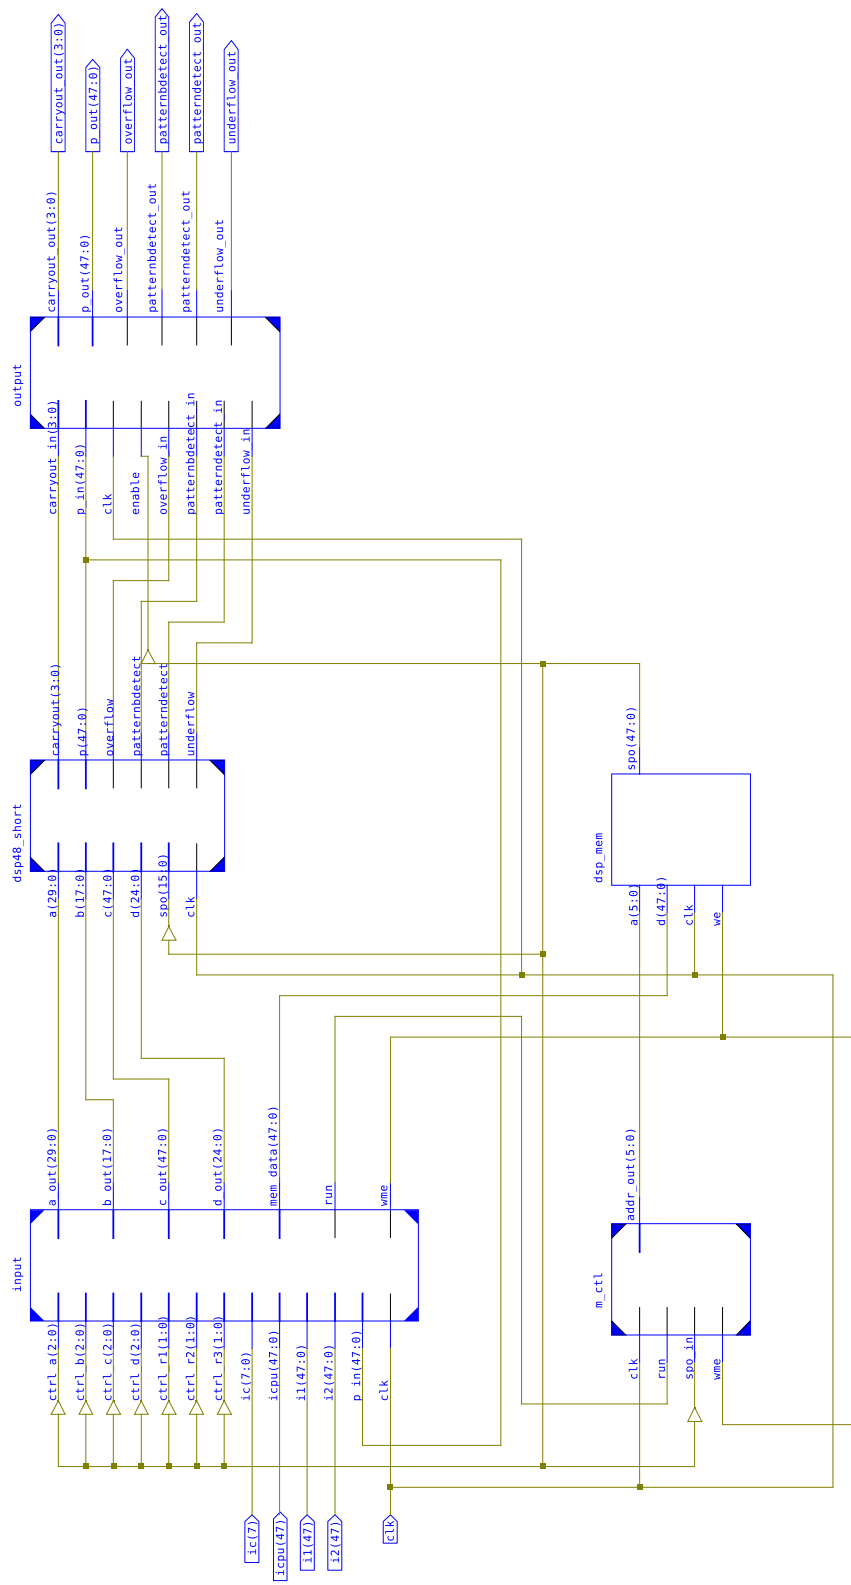 carryout_out(3:0)
p_out(47:0)
overflow_out
patternbdetect_out
patterndetect_out
underflow_out
carryout_out(3:0)
p_out(47:0)
overflow_out
patternbdetect_out
patterndetect_out
underflow_out
output
carryout_in(3:0)
p_in(47:0)
clk
enable
overflow_in
patternbdetect_in
patterndetect_in
underflow_in
carryout(3:0)
p(47:0)
overflow
patternbdetect
patterndetect
underflow
spo(47:0)
dsp48_short
dsp_mem
a(29:0)
b(17:0)
c(47:0)
d(24:0)
spo(15:0)
clk
a(5:0)
d(47:0)
clk
we
a_out(29:0)
b_out(17:0)
c_out(47:0)
d_out(24:0)
mem_data(47:0)
run
wme
addr_out(5:0)
input
m_ctl
ctrl_a(2:0)
ctrl_b(2:0)
ctrl_c(2:0)
ctrl_d(2:0)
ctrl_r1(1:0)
ctrl_r2(1:0)
ctrl_r3(1:0)
ic(7:0)
icpu(47:0)
i1(47:0)
i2(47:0)
p_in(47:0)
clk
clk
run
spo_in
wme
ic(7)
icpu(47)
i1(47)
i2(47)
clk